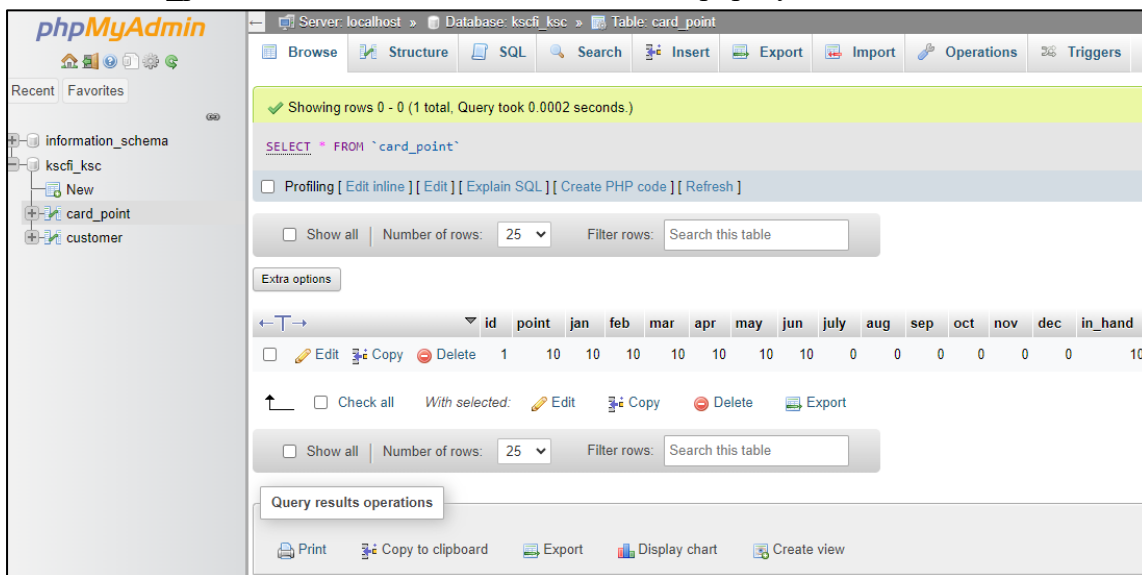 phpMyAdmin
Recent Favorites
information_schema
kscfi_ksc
New
card_point
customer
Server: localhost » Database: kscfi_ksc » Table: card_point
Browse Structure SQL Search Insert Export Import Operations Triggers
Showing rows 0 - 0 (1 total, Query took 0.0002 seconds.)
SELECT * FROM `card_point`
Profiling [ Edit inline ] [ Edit ] [ Explain SQL ] [ Create PHP code ] [ Refresh ]
Show all | Number of rows: 25 Filter rows: Search this table
Extra options
←T→ id point jan feb mar apr may jun july aug sep oct nov dec in_hand
Edit Copy Delete 1 10 10 10 10 10 10 10 0 0 0 0 0 0 10
Check all With selected: Edit Copy Delete Export
Show all | Number of rows: 25 Filter rows: Search this table
Query results operations
Print Copy to clipboard Export Display chart Create view